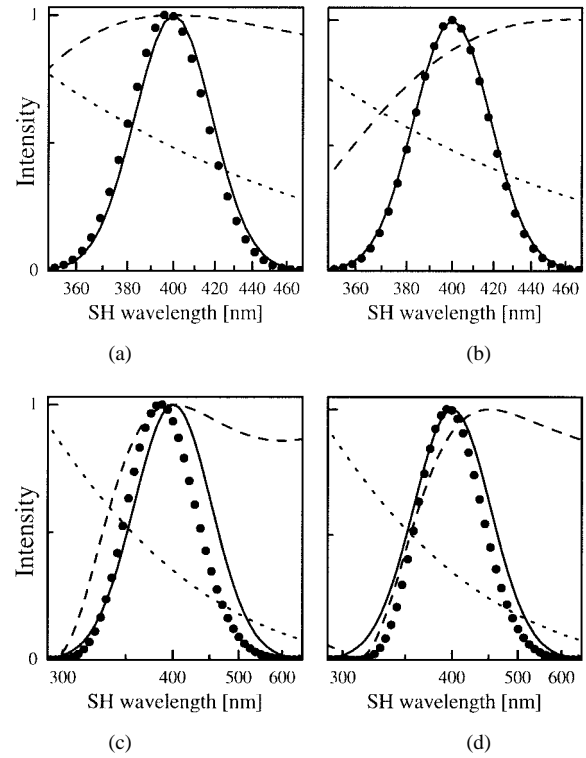 1
Intensity
0
360 380 400 420 440 460
SH wavelength [nm]
(a)
360 380 400 420 440 460
SH wavelength [nm]
(b)
1
Intensity
0
300 400 500 600
SH wavelength [nm]
(c)
300 400 500 600
SH wavelength [nm]
(d)